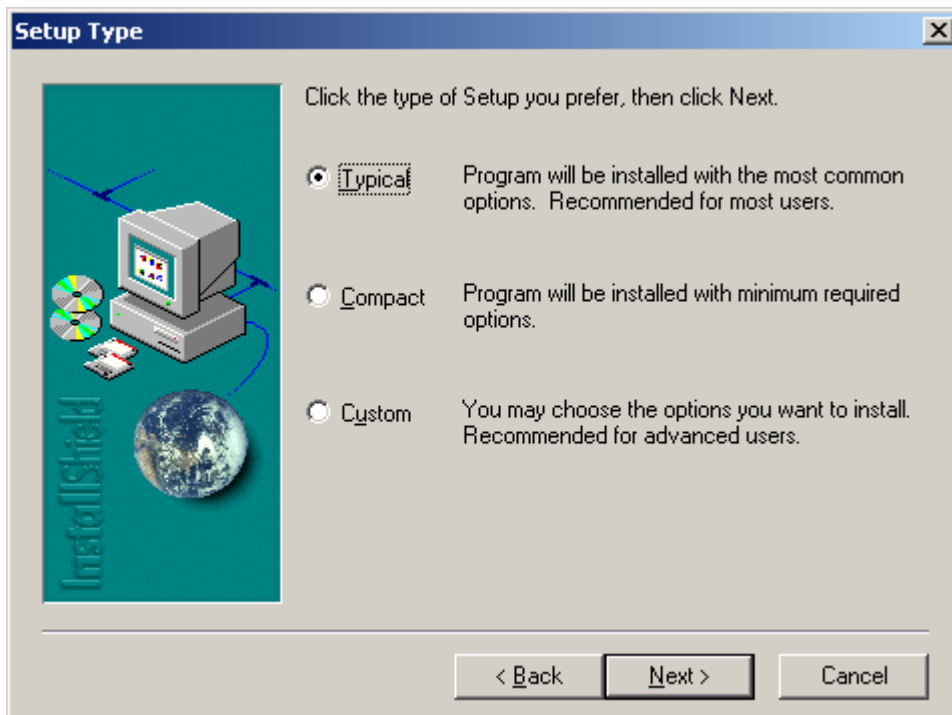 Setup Type
Click the type of Setup you prefer, then click Next.
Typical
Program will be installed with the most common
options.  Recommended for most users.
Compact
Program will be installed with minimum required
options.
Custom
You may choose the options you want to install.
Recommended for advanced users.
InstallShield
< Back
Next >
Cancel